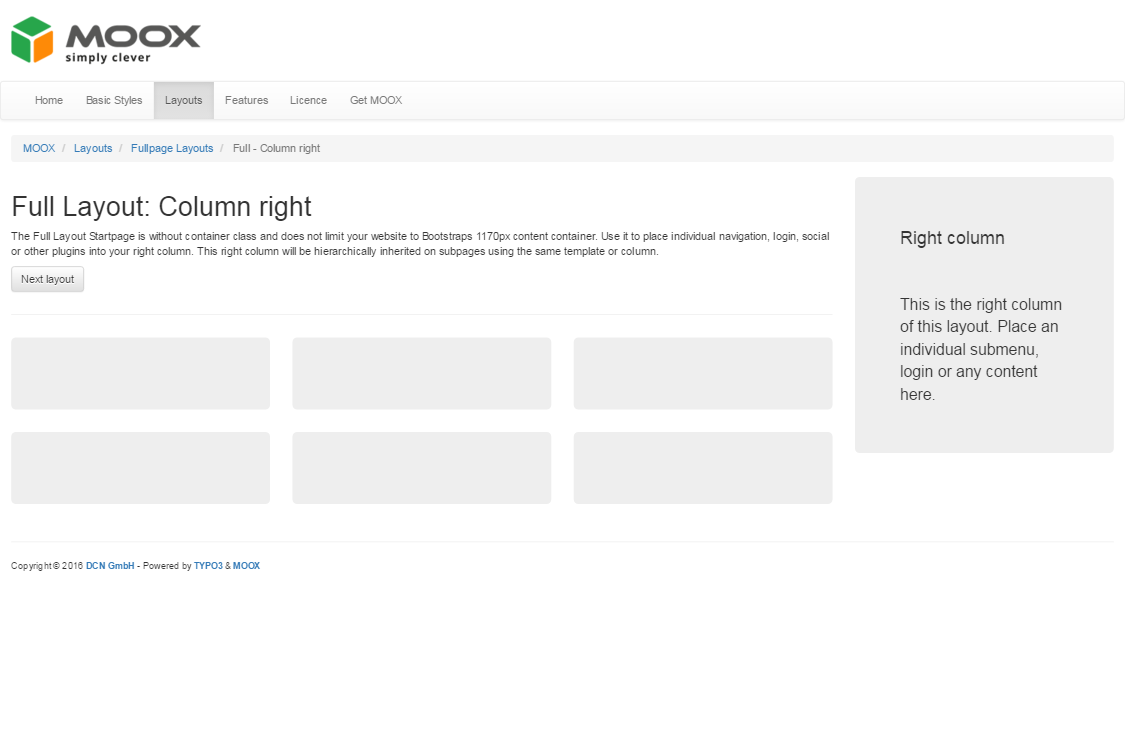 MOOX
simply clever
Home Basic Styles Layouts Features Licence Get MOOX
MOOX / Layouts / Fullpage Layouts / Full - Column right
Full Layout: Column right
The Full Layout Startpage is without container class and does not limit your website to Bootstraps 1170px content container. Use it to place individual navigation, login, social
or other plugins into your right column. This right column will be hierarchically inherited on subpages using the same template or column.
Next layout
Right column
This is the right column
of this layout. Place an
individual submenu,
login or any content
here.
Copyright © 2016 DCN GmbH - Powered by TYPO3 & MOOX